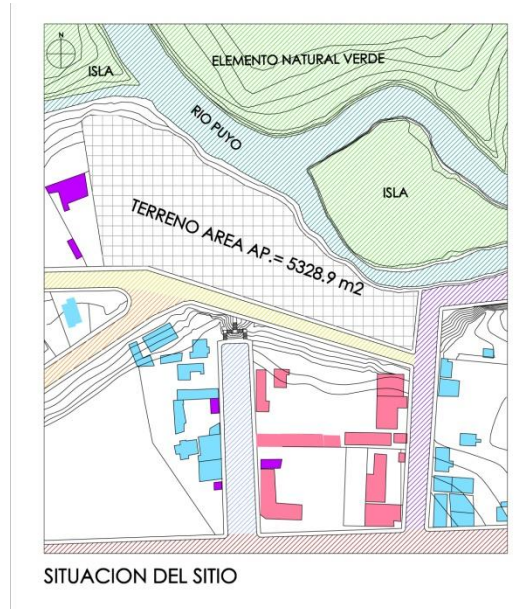 N
ISLA
ELEMENTO NATURAL VERDE
RIO PUYO
ISLA
TERRENO AREA AP.= 5328.9 m2
SITUACION DEL SITIO